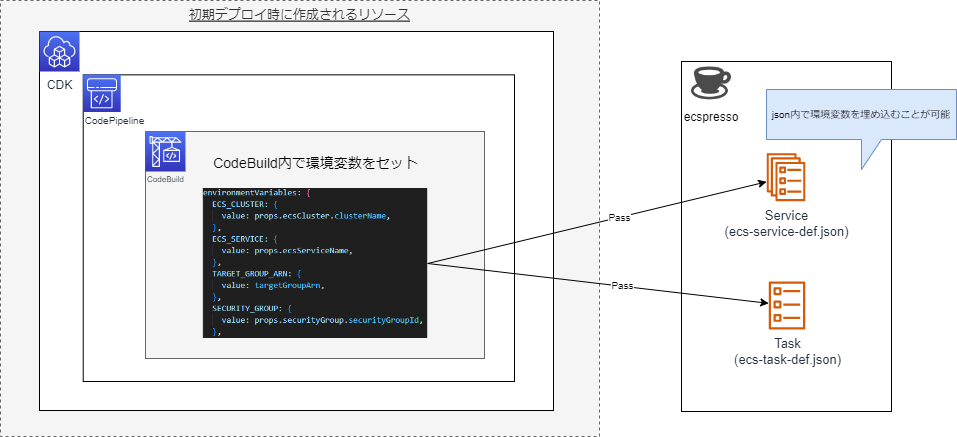 初期デプロイ時に作成されるリソース
CDK
CodePipeline
CodeBuild
CodeBuild内で環境変数をセット
environmentVariables: {
ECS_CLUSTER: {
value: props.ecsCluster.clusterName,
},
ECS_SERVICE: {
value: props.ecsServiceName,
},
TARGET_GROUP_ARN: {
value: targetGroupArn,
},
SECURITY_GROUP: {
value: props.securityGroup.securityGroupId,
},
Pass
Pass
ecspresso
json内で環境変数を埋め込むことが可能
Service
(ecs-service-def.json)
Task
(ecs-task-def.json)